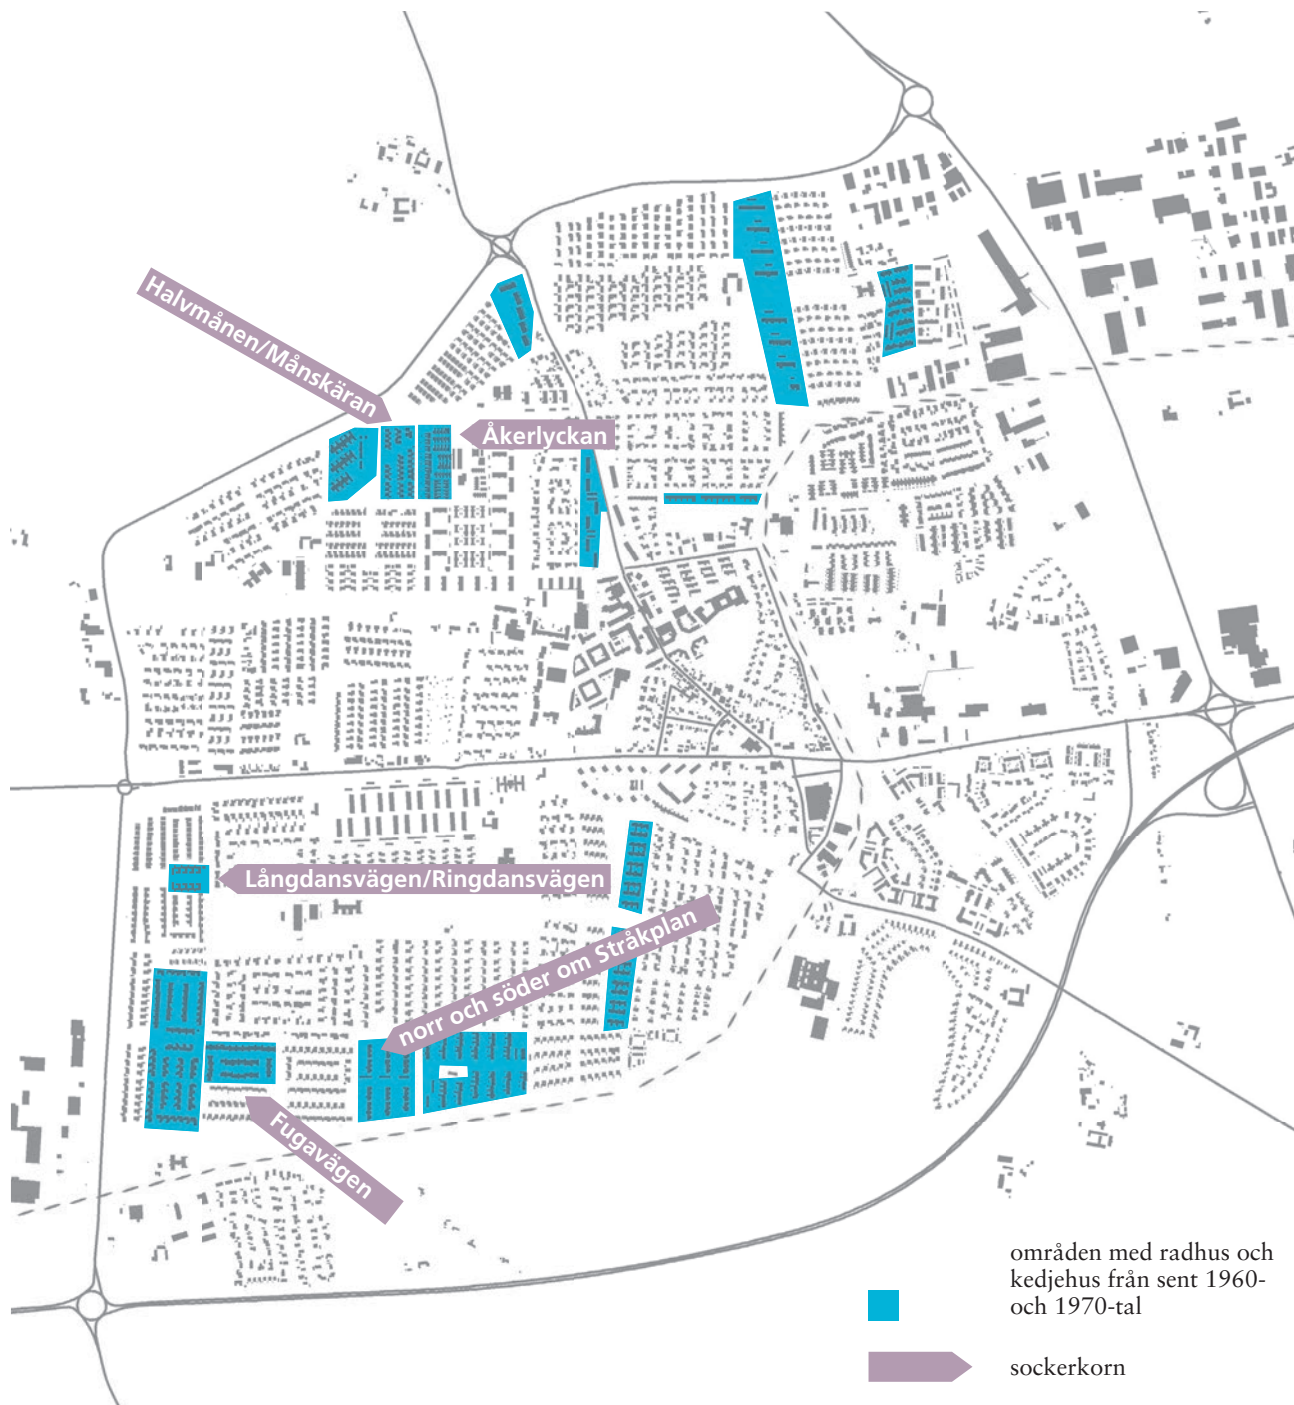 Halvmånen/Månskäran
Åkerlyckan
Långdansvägen/Ringdansvägen
norr och söder om Stråkplan
Fugavägen
områden med radhus och
kedjehus från sent 1960-
och 1970-tal
sockerkorn